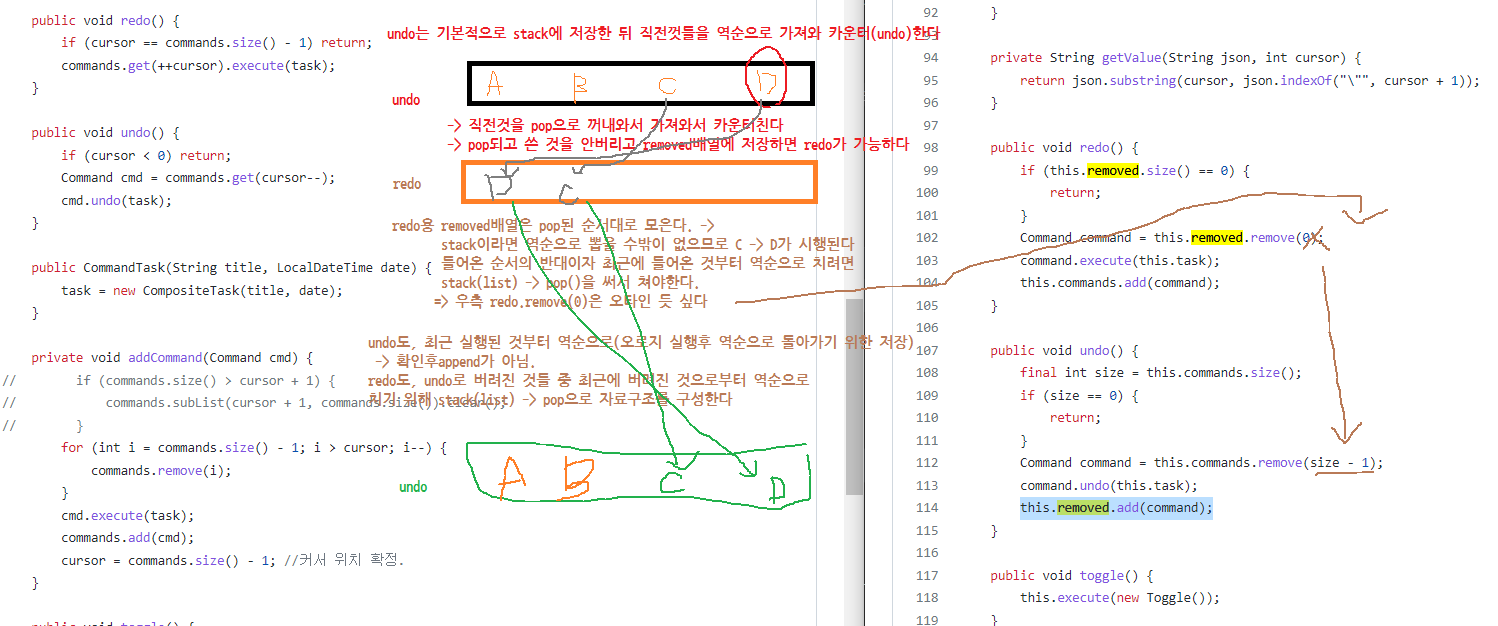 public void redo() {
if (cursor == commands.size() - 1) return;
commands.get(++cursor).execute(task);
}
public void undo() {
if (cursor < 0) return;
Command cmd = commands.get(cursor--);
cmd.undo(task);
}
public CommandTask(String title, LocalDateTime date) {
task = new CompositeTask(title, date);
}
private void addCommand(Command cmd) {
// if (commands.size() > cursor + 1) {
// commands.subList(cursor + 1, commands.size()).clear();
// }
for (int i = commands.size() - 1; i > cursor; i--) {
commands.remove(i);
}
cmd.execute(task);
commands.add(cmd);
cursor = commands.size() - 1; //커서 위치 확정.
}
public void toggle() {
undo는 기본적으로 stack에 저장한 뒤 직전껏들을 역순으로 가져와 카운터(undo)한다
A B C D
undo
-> 직전것을 pop으로 꺼내와서 가져와서 카운터친다
-> pop되고 쓴 것을 안버리고 removed배열에 저장하면 redo가 가능하다
redo
D C
redo용 removed배열은 pop된 순서대로 모은다. ->
stack이라면 역순으로 뽑을 수밖이 없으므로 C -> D가 시행된다
들어온 순서의 반대이자 최근에 들어온 것부터 역순으로 치려면
stack(list) -> pop()을 써서 쳐야한다.
=> 우측 redo.remove(0)은 오타인 듯 싶다
undo도, 최근 실행된 것부터 역순으로(오로지 실행후 역순으로 돌아가기 위한 저장)
-> 확인후append가 아님.
redo도, undo로 버려진 것들 중 최근에 버려진 것으로부터 역순으로
치기 위해 stack(list) -> pop으로 자료구조를 구성한다
undo
A B C D
92 }
93
94 private String getValue(String json, int cursor) {
95 return json.substring(cursor, json.indexOf("\"", cursor + 1));
96 }
97
98 public void redo() {
99 if (this.removed.size() == 0) {
100 return;
101 }
102 Command command = this.removed.remove(0);
103 command.execute(this.task);
104 this.commands.add(command);
105 }
106
107 public void undo() {
108 final int size = this.commands.size();
109 if (size == 0) {
110 return;
111 }
112 Command command = this.commands.remove(size - 1);
113 command.undo(this.task);
114 this.removed.add(command);
115 }
116
117 public void toggle() {
118 this.execute(new Toggle());
119 }